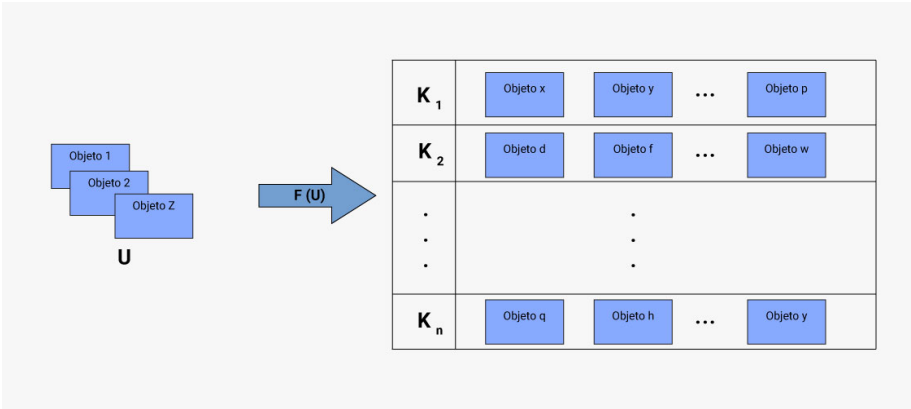 Objeto 1
Objeto 2
Objeto Z
U
F (U)
K 1
Objeto x
Objeto y
...
Objeto p
K 2
Objeto d
Objeto f
...
Objeto w
.
.
.
.
.
.
K n
Objeto q
Objeto h
...
Objeto y